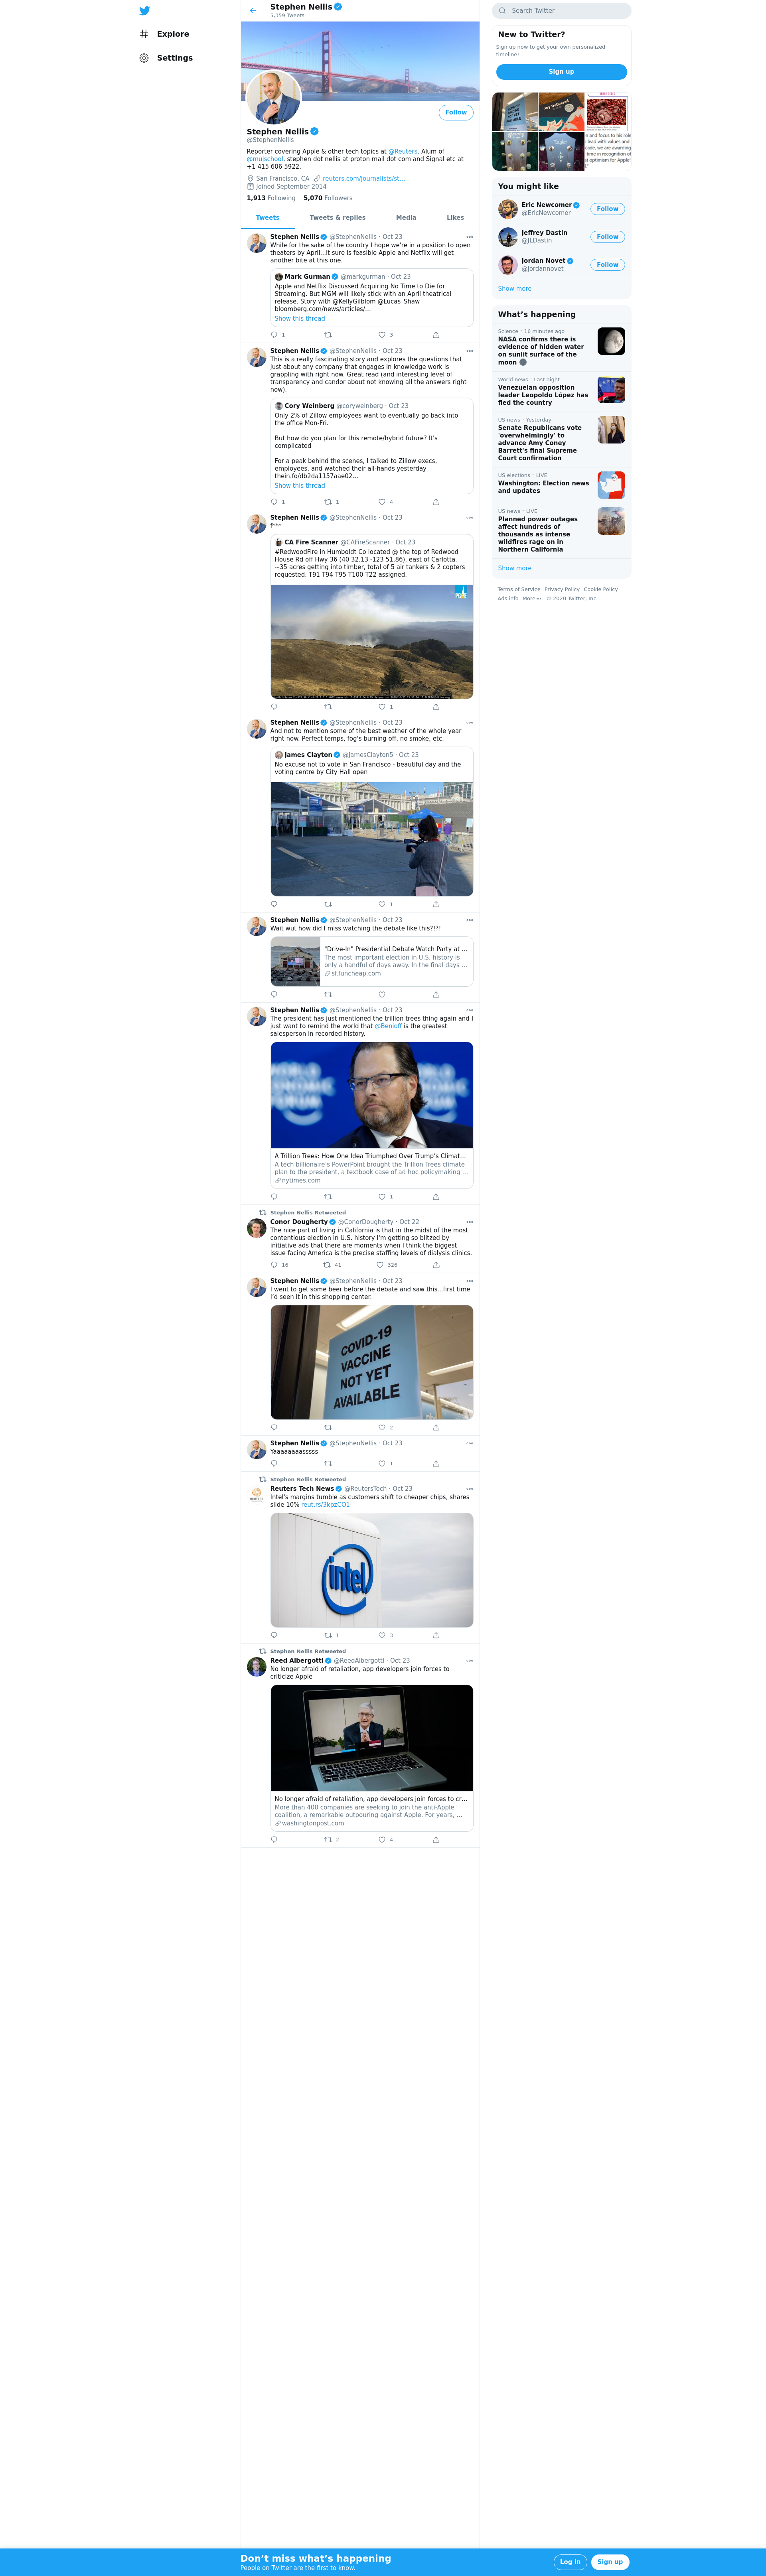 Stephen Nellis
5,359 Tweets
Explore
Settings
Follow
Stephen Nellis
@StephenNellis
Reporter covering Apple & other tech topics at @Reuters. Alum of
@mujschool. stephen dot nellis at proton mail dot com and Signal etc at
+1 415 606 5922.
San Francisco, CA reuters.com/journalists/st…
Joined September 2014
1,913 Following 5,070 Followers
Tweets Tweets & replies Media Likes
Stephen Nellis @StephenNellis · Oct 23
While for the sake of the country I hope we're in a position to open
theaters by April...it sure is feasible Apple and Netflix will get
another bite at this one.
Mark Gurman @markgurman · Oct 23
Apple and Netflix Discussed Acquiring No Time to Die for
Streaming. But MGM will likely stick with an April theatrical
release. Story with @KellyGilblom @Lucas_Shaw
bloomberg.com/news/articles/…
Show this thread
1 3
Stephen Nellis @StephenNellis · Oct 23
This is a really fascinating story and explores the questions that
just about any company that engages in knowledge work is
grappling with right now. Great read (and interesting level of
transparency and candor about not knowing all the answers right
now).
Cory Weinberg @coryweinberg · Oct 23
Only 2% of Zillow employees want to eventually go back into
the office Mon-Fri.
But how do you plan for this remote/hybrid future? It's
complicated
For a peak behind the scenes, I talked to Zillow execs,
employees, and watched their all-hands yesterday
thein.fo/db2da1157aae02…
Show this thread
1 1 4
Stephen Nellis @StephenNellis · Oct 23
f***
CA Fire Scanner @CAFireScanner · Oct 23
#RedwoodFire in Humboldt Co located @ the top of Redwood
House Rd off Hwy 36 (40 32.13 -123 51.86), east of Carlotta.
~35 acres getting into timber, total of 5 air tankers & 2 copters
requested. T91 T94 T95 T100 T22 assigned.
PG&E
1
Stephen Nellis @StephenNellis · Oct 23
And not to mention some of the best weather of the whole year
right now. Perfect temps, fog's burning off, no smoke, etc.
James Clayton @JamesClayton5 · Oct 23
No excuse not to vote in San Francisco - beautiful day and the
voting centre by City Hall open
1
Stephen Nellis @StephenNellis · Oct 23
Wait wut how did I miss watching the debate like this?!?!
"Drive-In" Presidential Debate Watch Party at …
The most important election in U.S. history is
only a handful of days away. In the final days …
sf.funcheap.com
Stephen Nellis @StephenNellis · Oct 23
The president has just mentioned the trillion trees thing again and I
just want to remind the world that @Benioff is the greatest
salesperson in recorded history.
A Trillion Trees: How One Idea Triumphed Over Trump's Climat…
A tech billionaire's PowerPoint brought the Trillion Trees climate
plan to the president, a textbook case of ad hoc policymaking …
nytimes.com
1
Stephen Nellis Retweeted
Conor Dougherty @ConorDougherty · Oct 22
The nice part of living in California is that in the midst of the most
contentious election in U.S. history I'm getting so blitzed by
initiative ads that there are moments when I think the biggest
issue facing America is the precise staffing levels of dialysis clinics.
16 41 326
Stephen Nellis @StephenNellis · Oct 23
I went to get some beer before the debate and saw this...first time
I'd seen it in this shopping center.
COVID-19
VACCINE
NOT YET
AVAILABLE
2
Stephen Nellis @StephenNellis · Oct 23
Yaaaaaaaasssss
1
Stephen Nellis Retweeted
Reuters Tech News @ReutersTech · Oct 23
Intel's margins tumble as customers shift to cheaper chips, shares
slide 10% reut.rs/3kpzCO1
intel
1 3
Stephen Nellis Retweeted
Reed Albergotti @ReedAlbergotti · Oct 23
No longer afraid of retaliation, app developers join forces to
criticize Apple
No longer afraid of retaliation, app developers join forces to cr…
More than 400 companies are seeking to join the anti-Apple
coalition, a remarkable outpouring against Apple. For years, …
washingtonpost.com
2 4
Search Twitter
New to Twitter?
Sign up now to get your own personalized
timeline!
Sign up
You might like
Eric Newcomer
@EricNewcomer
Follow
Jeffrey Dastin
@JLDastin
Follow
Jordan Novet
@jordannovet
Follow
Show more
What's happening
Science · 16 minutes ago
NASA confirms there is
evidence of hidden water
on sunlit surface of the
moon
World news · Last night
Venezuelan opposition
leader Leopoldo López has
fled the country
US news · Yesterday
Senate Republicans vote
'overwhelmingly' to
advance Amy Coney
Barrett's final Supreme
Court confirmation
US elections · LIVE
Washington: Election news
and updates
US news · LIVE
Planned power outages
affect hundreds of
thousands as intense
wildfires rage on in
Northern California
Show more
Terms of Service Privacy Policy Cookie Policy
Ads info More © 2020 Twitter, Inc.
Don't miss what's happening
People on Twitter are the first to know.
Log in
Sign up